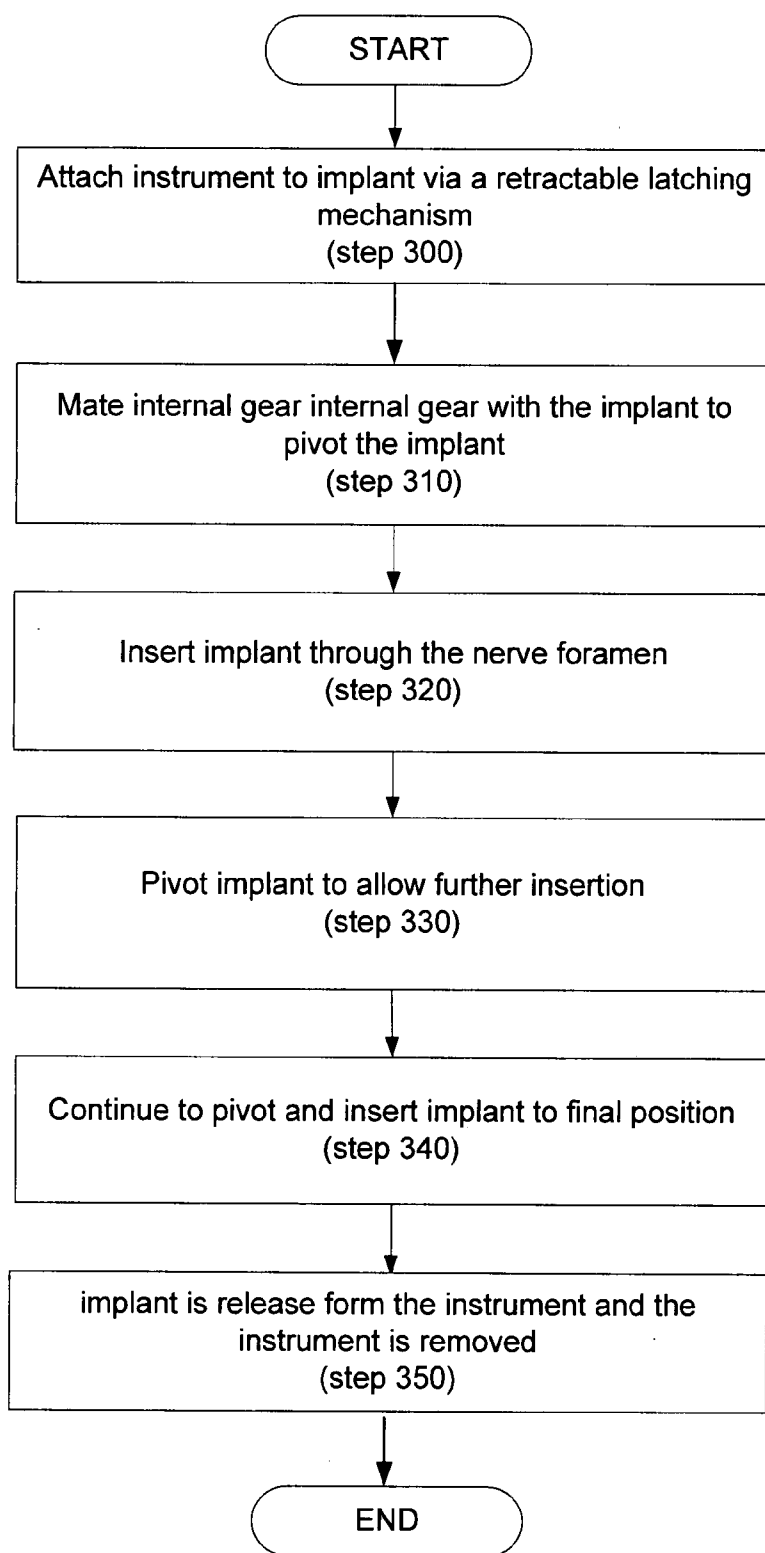 START
Attach instrument to implant via a retractable latching
mechanism
(step 300)
Mate internal gear internal gear with the implant to
pivot the implant
(step 310)
Insert implant through the nerve foramen
(step 320)
Pivot implant to allow further insertion
(step 330)
Continue to pivot and insert implant to final position
(step 340)
implant is release form the instrument and the
instrument is removed
(step 350)
END